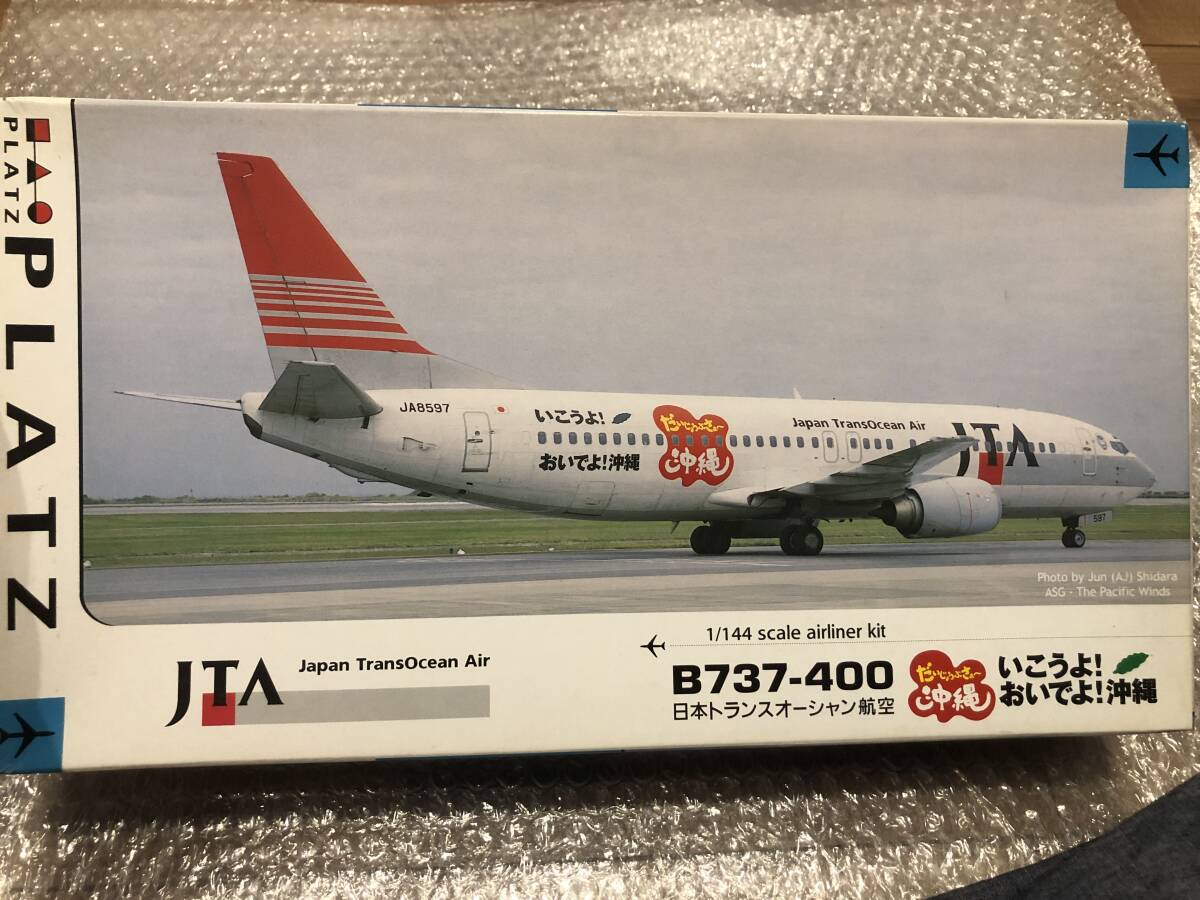 PLATZ
PLATZ
JA8597
いこうよ!
おいでよ!沖縄
だいじょうぶさぁ〜
沖縄
Japan TransOcean Air
JTA
597
Photo by Jun (AJ) Shidara
ASG - The Pacific Winds
JTA
Japan TransOcean Air
1/144 scale airliner kit
B737-400
日本トランスオーシャン航空
だいじょうぶさぁ〜
沖縄
いこうよ!
おいでよ!沖縄